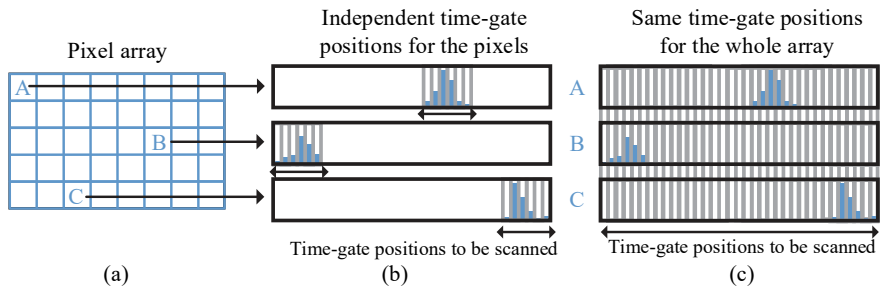 Pixel array
A
B
C
(a)
Independent time-gate
positions for the pixels
Time-gate positions to be scanned
(b)
Same time-gate positions
for the whole array
A
B
C
Time-gate positions to be scanned
(c)